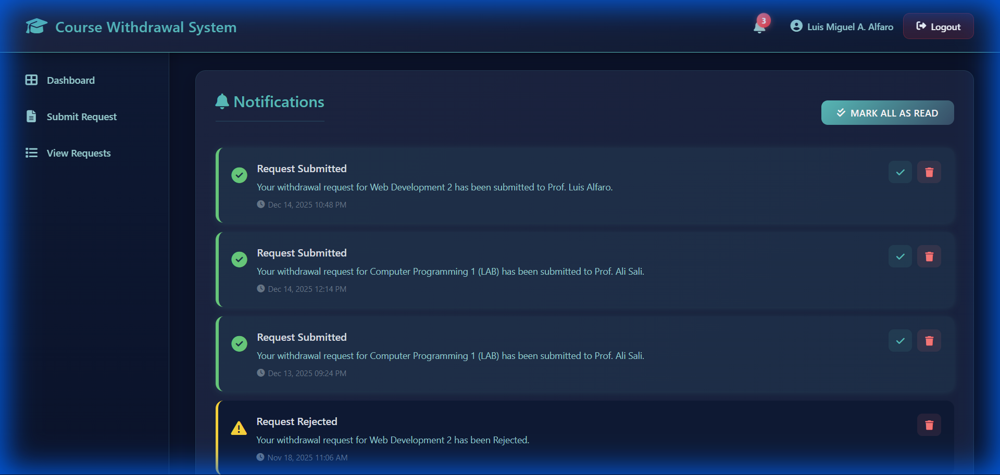 Course Withdrawal System
3
Luis Miguel A. Alfaro
Logout
Dashboard
Submit Request
View Requests
Notifications
MARK ALL AS READ
Request Submitted
Your withdrawal request for Web Development 2 has been submitted to Prof. Luis Alfaro.
Dec 14, 2025 10:48 PM
Request Submitted
Your withdrawal request for Computer Programming 1 (LAB) has been submitted to Prof. Ali Sali.
Dec 14, 2025 12:14 PM
Request Submitted
Your withdrawal request for Computer Programming 1 (LAB) has been submitted to Prof. Ali Sali.
Dec 13, 2025 09:24 PM
Request Rejected
Your withdrawal request for Web Development 2 has been Rejected.
Nov 18, 2025 11:06 AM